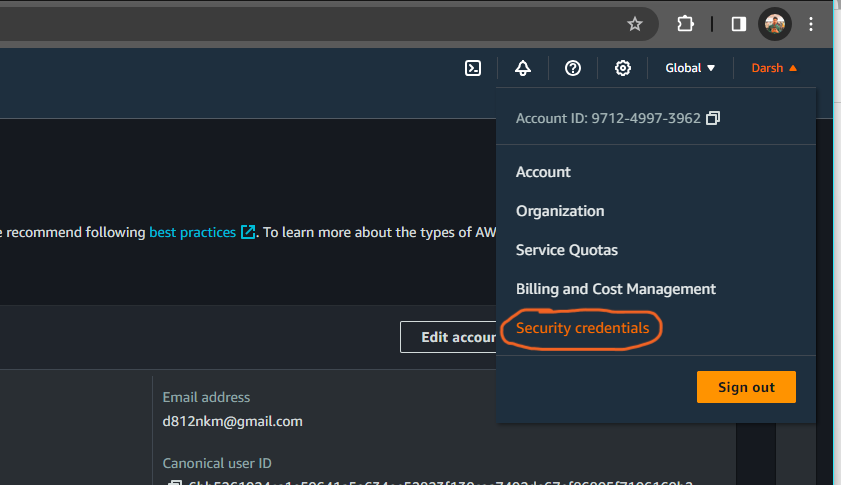 Global ▼
Darsh ▲
Account ID: 9712-4997-3962
Account
Organization
Service Quotas
Billing and Cost Management
Security credentials
Sign out
e recommend following best practices. To learn more about the types of AW
Edit accour
Email address
d812nkm@gmail.com
Canonical user ID